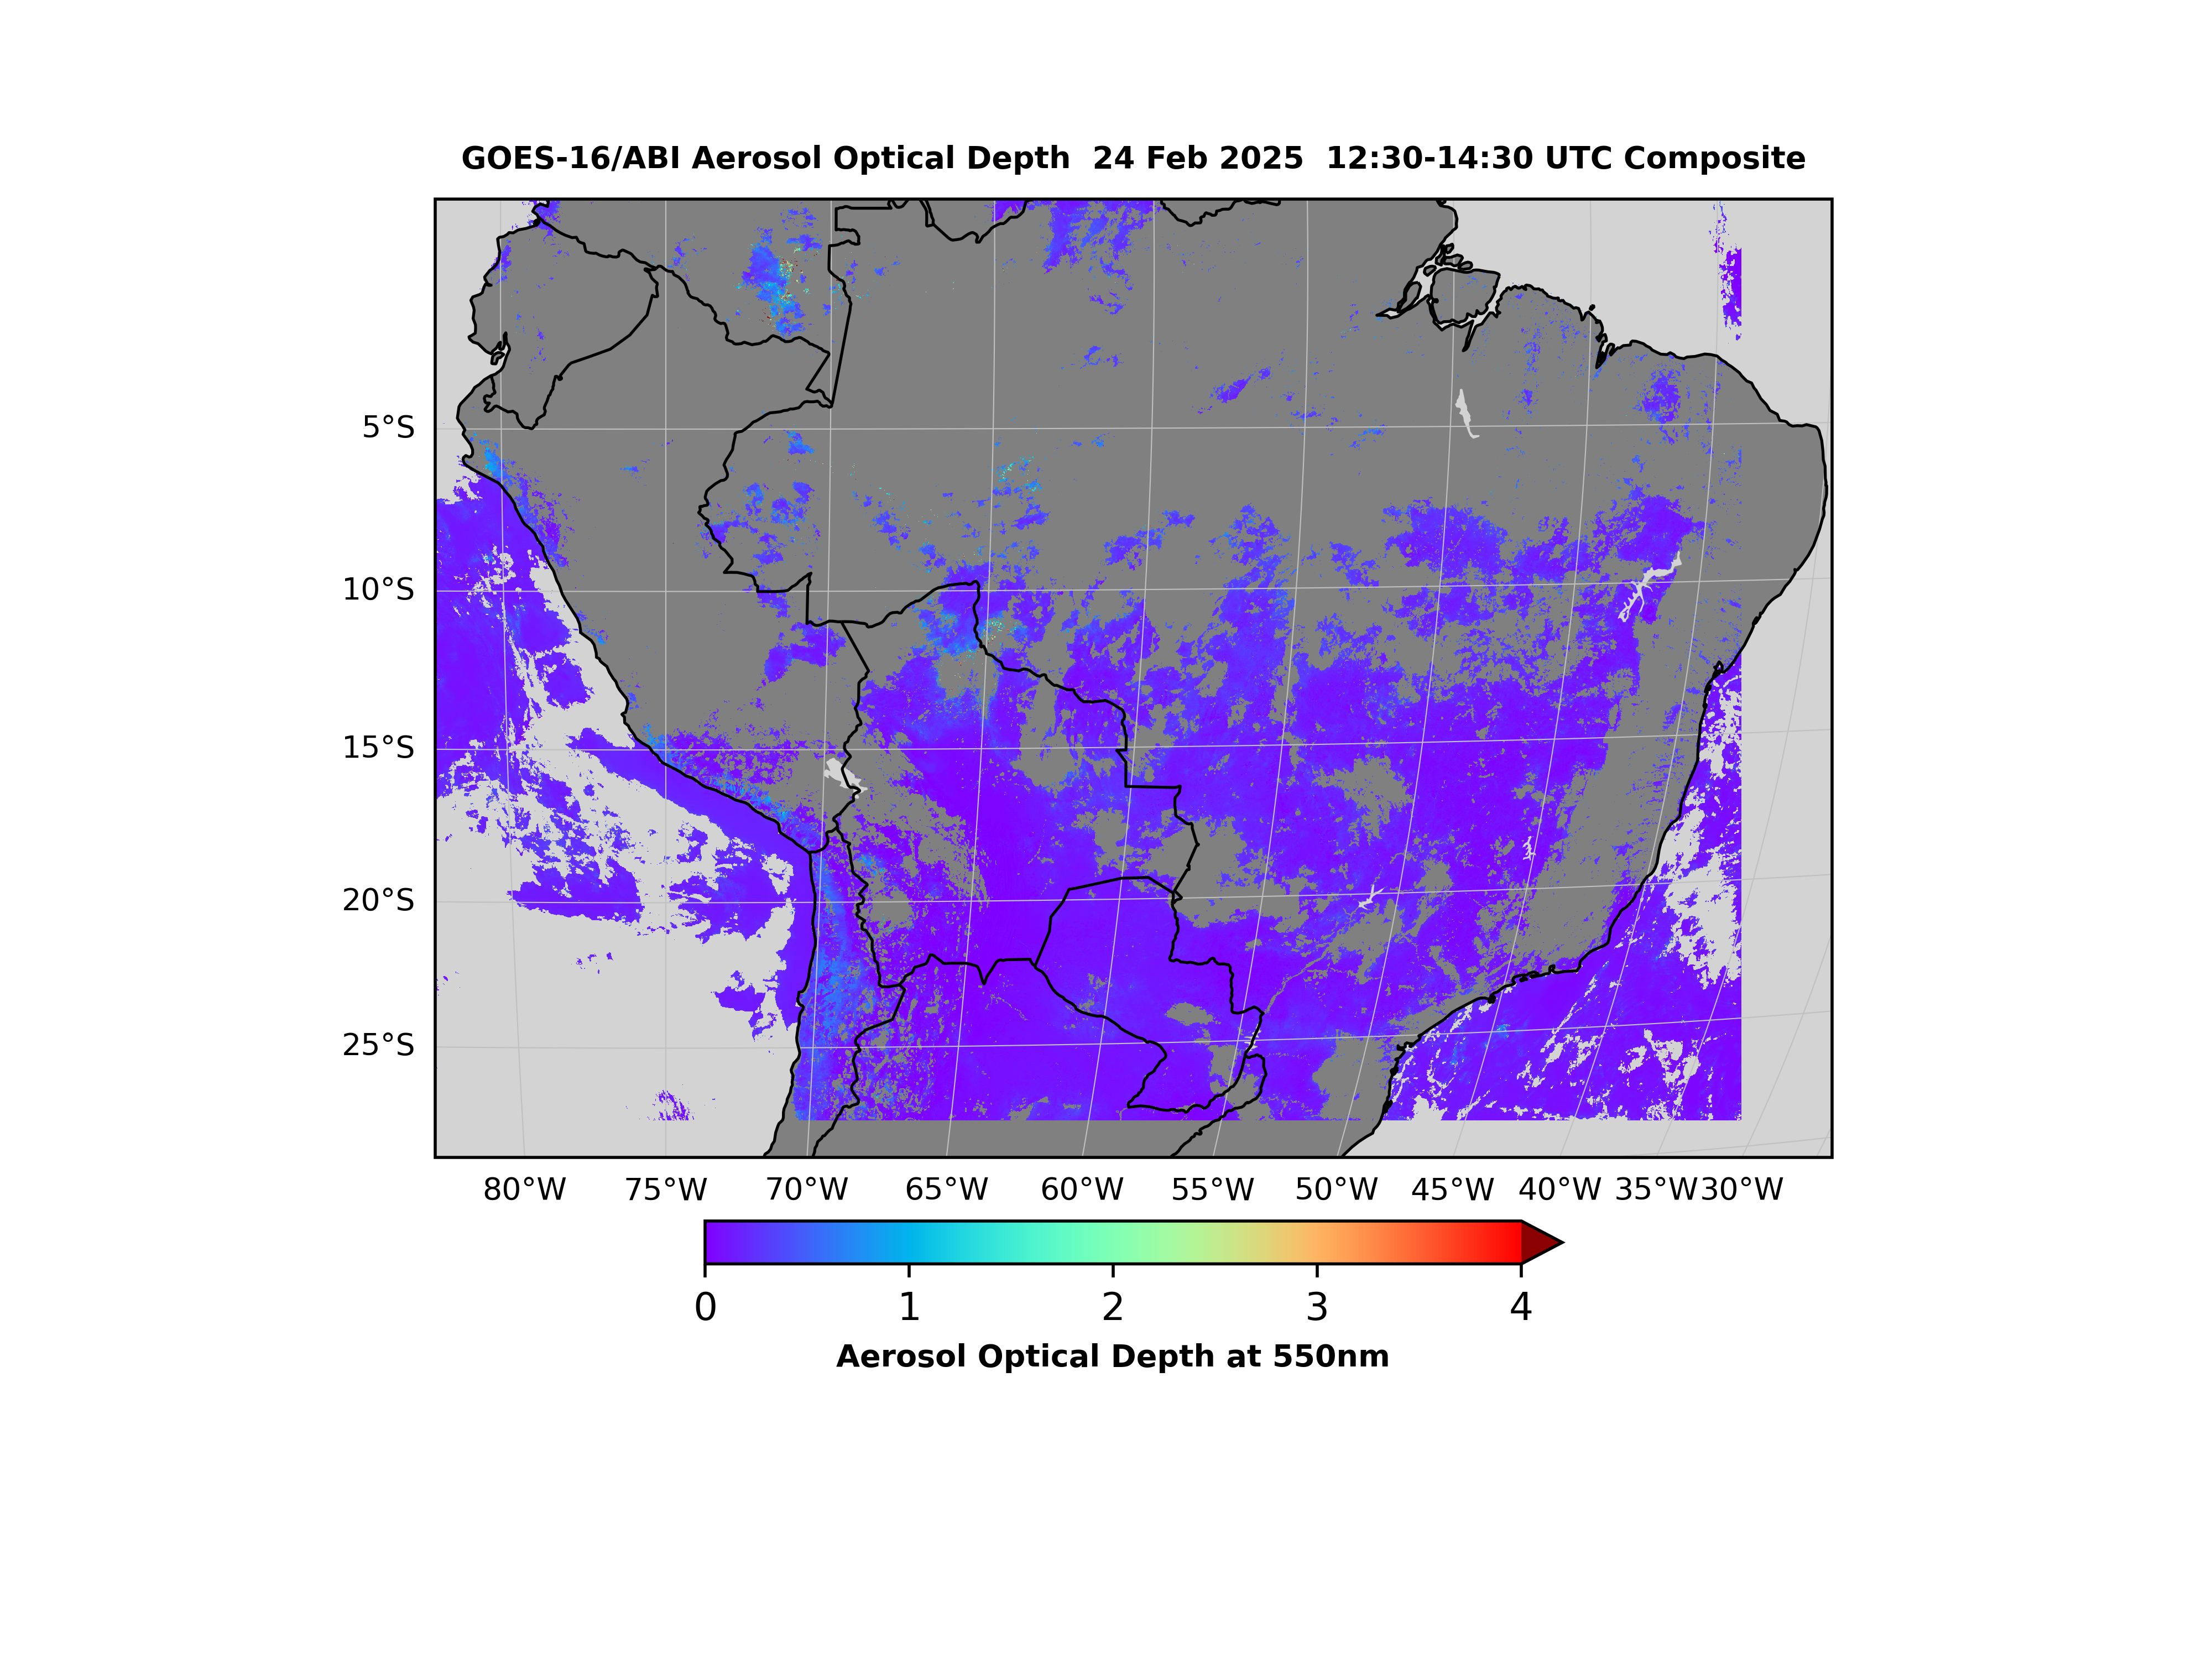 GOES-16/ABI Aerosol Optical Depth  24 Feb 2025  12:30-14:30 UTC Composite
5°S
10°S
15°S
20°S
25°S
80°W 75°W 70°W 65°W 60°W 55°W 50°W 45°W 40°W 35°W 30°W
0 1 2 3 4
Aerosol Optical Depth at 550nm